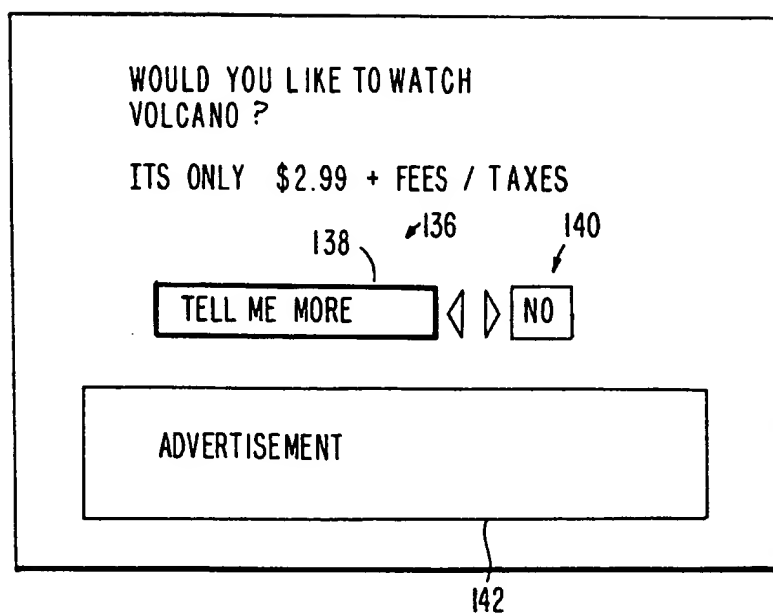 WOULD YOU LIKE TO WATCH
VOLCANO ?
ITS ONLY $2.99 + FEES / TAXES
138 136 140
TELL ME MORE NO
ADVERTISEMENT
142